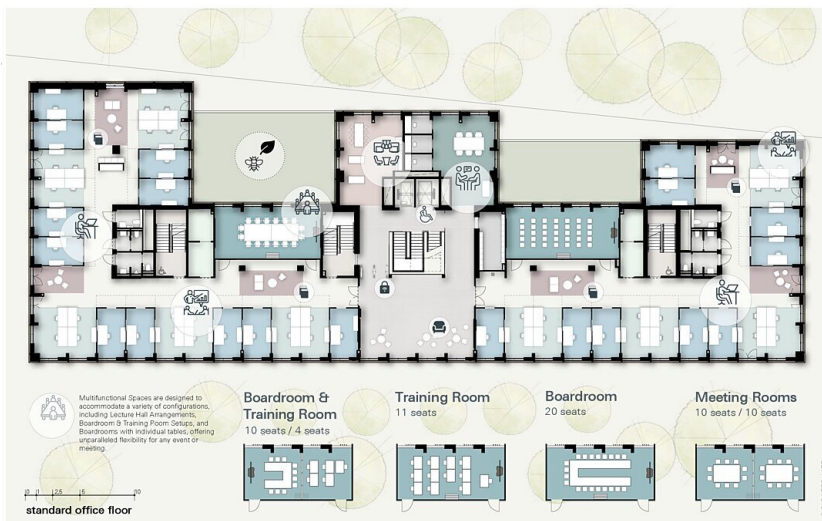 Multifunctional Spaces are designed to
accommodate a variety of configurations,
including Lecture Hall Arrangements,
Boardroom & Training Room Setups, and
Boardrooms with individual tables, offering
unparalleled flexibility for any event or
meeting.
Boardroom &
Training Room
10 seats / 4 seats
Training Room
11 seats
Boardroom
20 seats
Meeting Rooms
10 seats / 10 seats
0 1 2,5 5 10
standard office floor